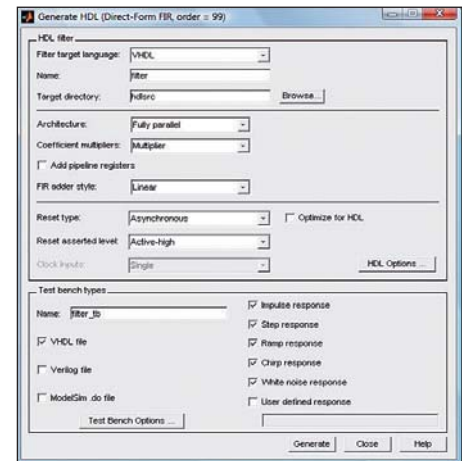 Generate HDL (Direct-Form FIR, order = 99)
HDL filter
Filter target language: VHDL
Name: filter
Target directory: hdlsrc Browse...
Architecture: Fully parallel
Coefficient multipliers: Multiplier
Add pipeline registers
FIR adder style: Linear
Reset type: Asynchronous Optimize for HDL
Reset asserted level: Active-high
Clock inputs: Single HDL Options ...
Test bench types
Name: filter_tb
Impulse response
Step response
VHDL file
Ramp response
Chirp response
Verilog file
White noise response
ModelSim .do file
User defined response
Test Bench Options ...
Generate Close Help